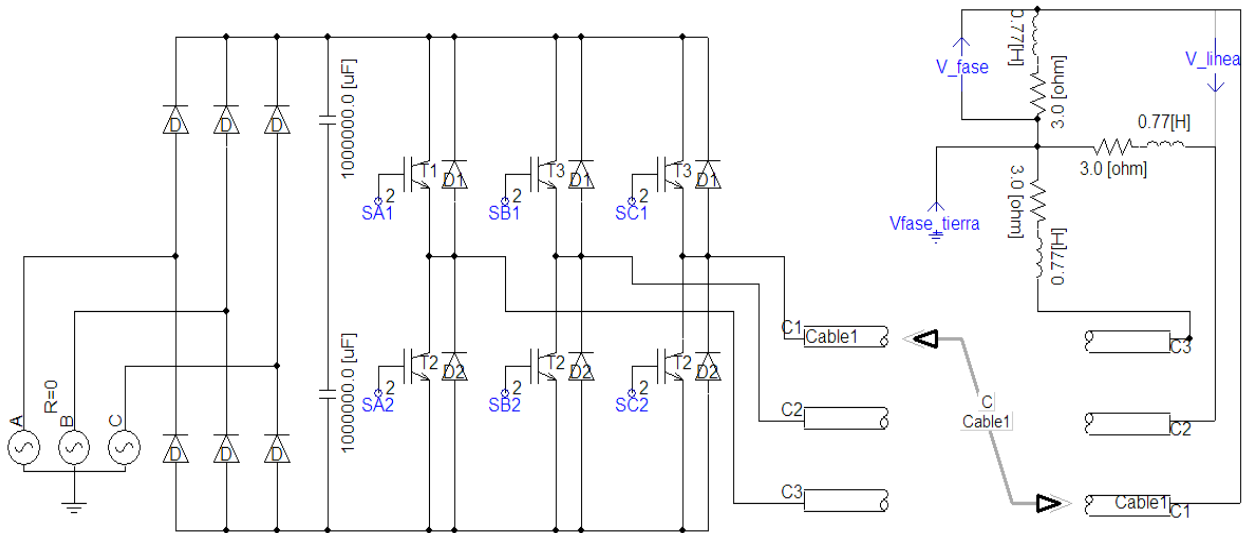 0.77[H]
3.0 [ohm]
V_fase
V_linea
0.77[H]
3.0 [ohm]
3.0 [ohm]
0.77[H]
Vfase_tierra
D
D
D
1000000.0 [uF]
T1
D1
T3
D1
T3
D1
2
2
2
SA1
SB1
SC1
1000000.0 [uF]
T2
D2
T2
D2
T2
D2
2
2
2
SA2
SB2
SC2
R=0
A
B
C
D
D
D
C1
Cable1
C2
C3
C
Cable1
C3
C2
Cable1
C1